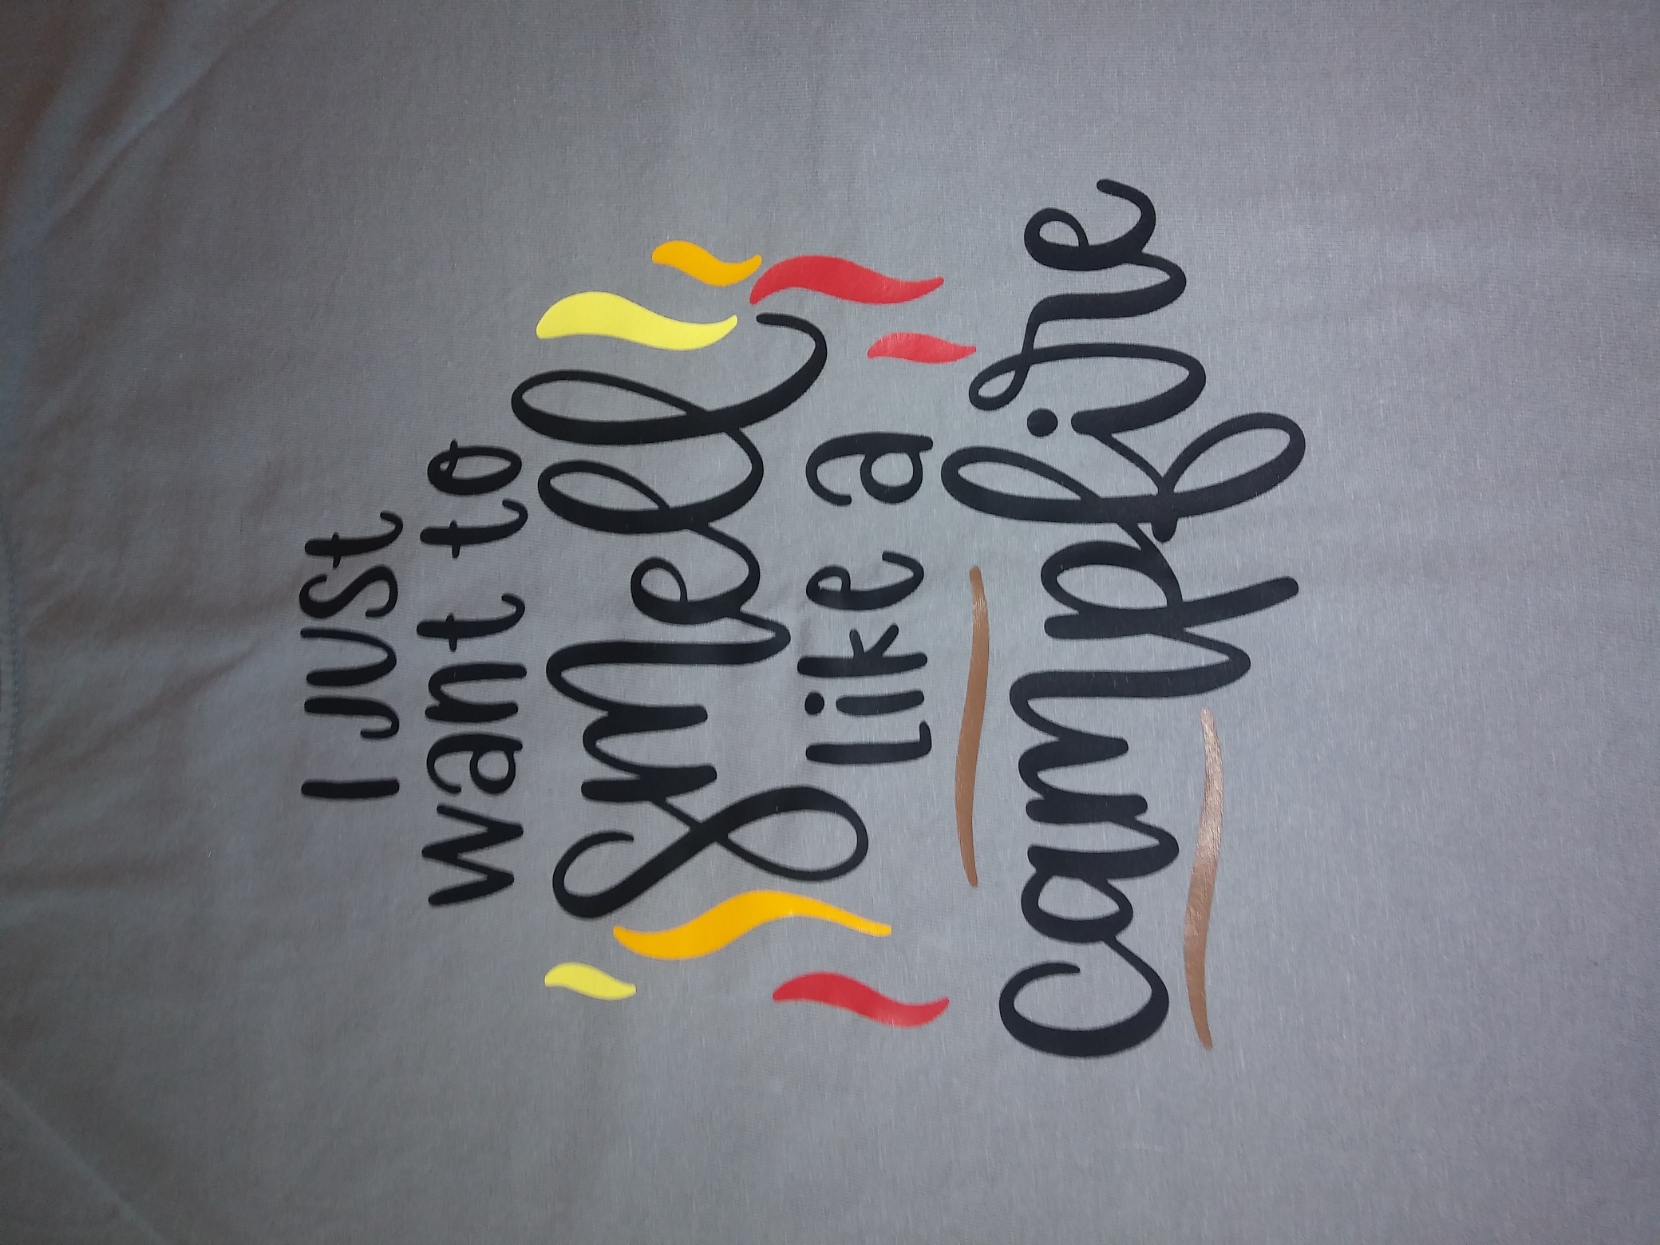 I JUST
want to
smell
like a
campfire